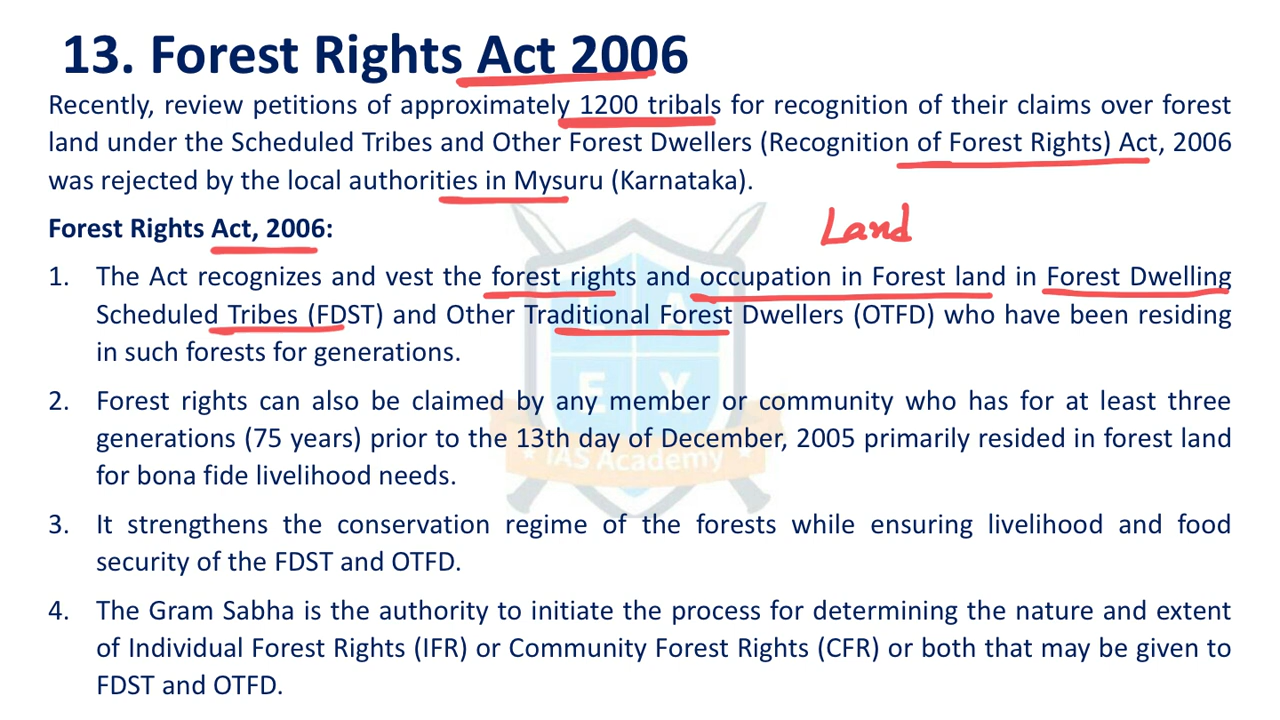 13. Forest Rights Act 2006
Recently, review petitions of approximately 1200 tribals for recognition of their claims over forest
land under the Scheduled Tribes and Other Forest Dwellers (Recognition of Forest Rights) Act, 2006
was rejected by the local authorities in Mysuru (Karnataka).
Forest Rights Act, 2006:
Land
1. The Act recognizes and vest the forest rights and occupation in Forest land in Forest Dwelling
Scheduled Tribes (FDST) and Other Traditional Forest Dwellers (OTFD) who have been residing
in such forests for generations.
2. Forest rights can also be claimed by any member or community who has for at least three
generations (75 years) prior to the 13th day of December, 2005 primarily resided in forest land
for bona fide livelihood needs.
E Y
IAS Academy
3. It strengthens the conservation regime of the forests while ensuring livelihood and food
security of the FDST and OTFD.
4. The Gram Sabha is the authority to initiate the process for determining the nature and extent
of Individual Forest Rights (IFR) or Community Forest Rights (CFR) or both that may be given to
FDST and OTFD.